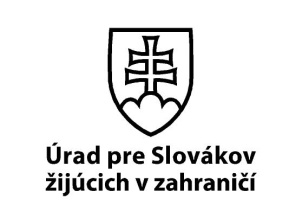 Úrad pre Slovákov
žijúcich v zahraničí